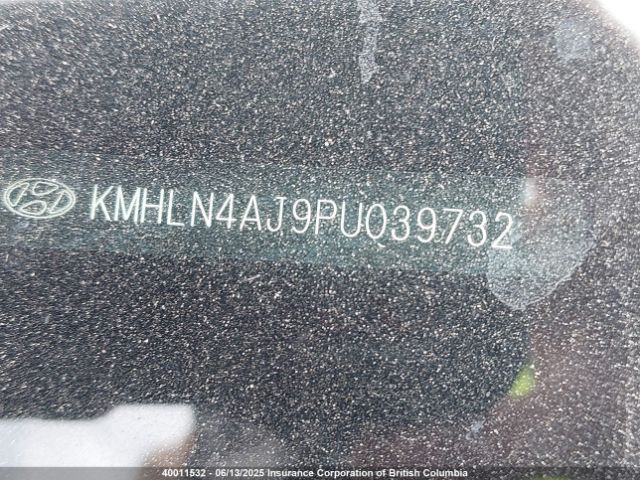 KMHLN4AJ9PU039732
40011532 - 06/13/2025 Insurance Corporation of British Columbia